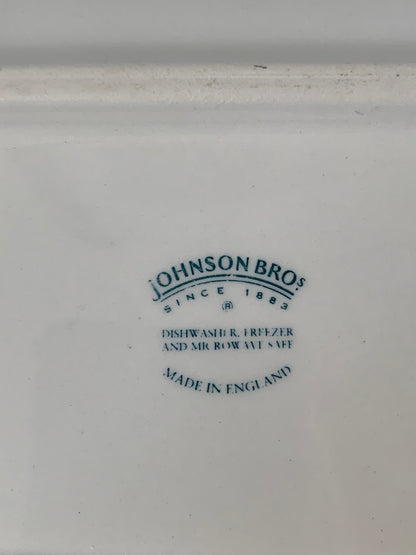 JOHNSON BROS
SINCE 1883
®
DISHWASHER, FREEZER
AND MICROWAVE SAFE
MADE IN ENGLAND